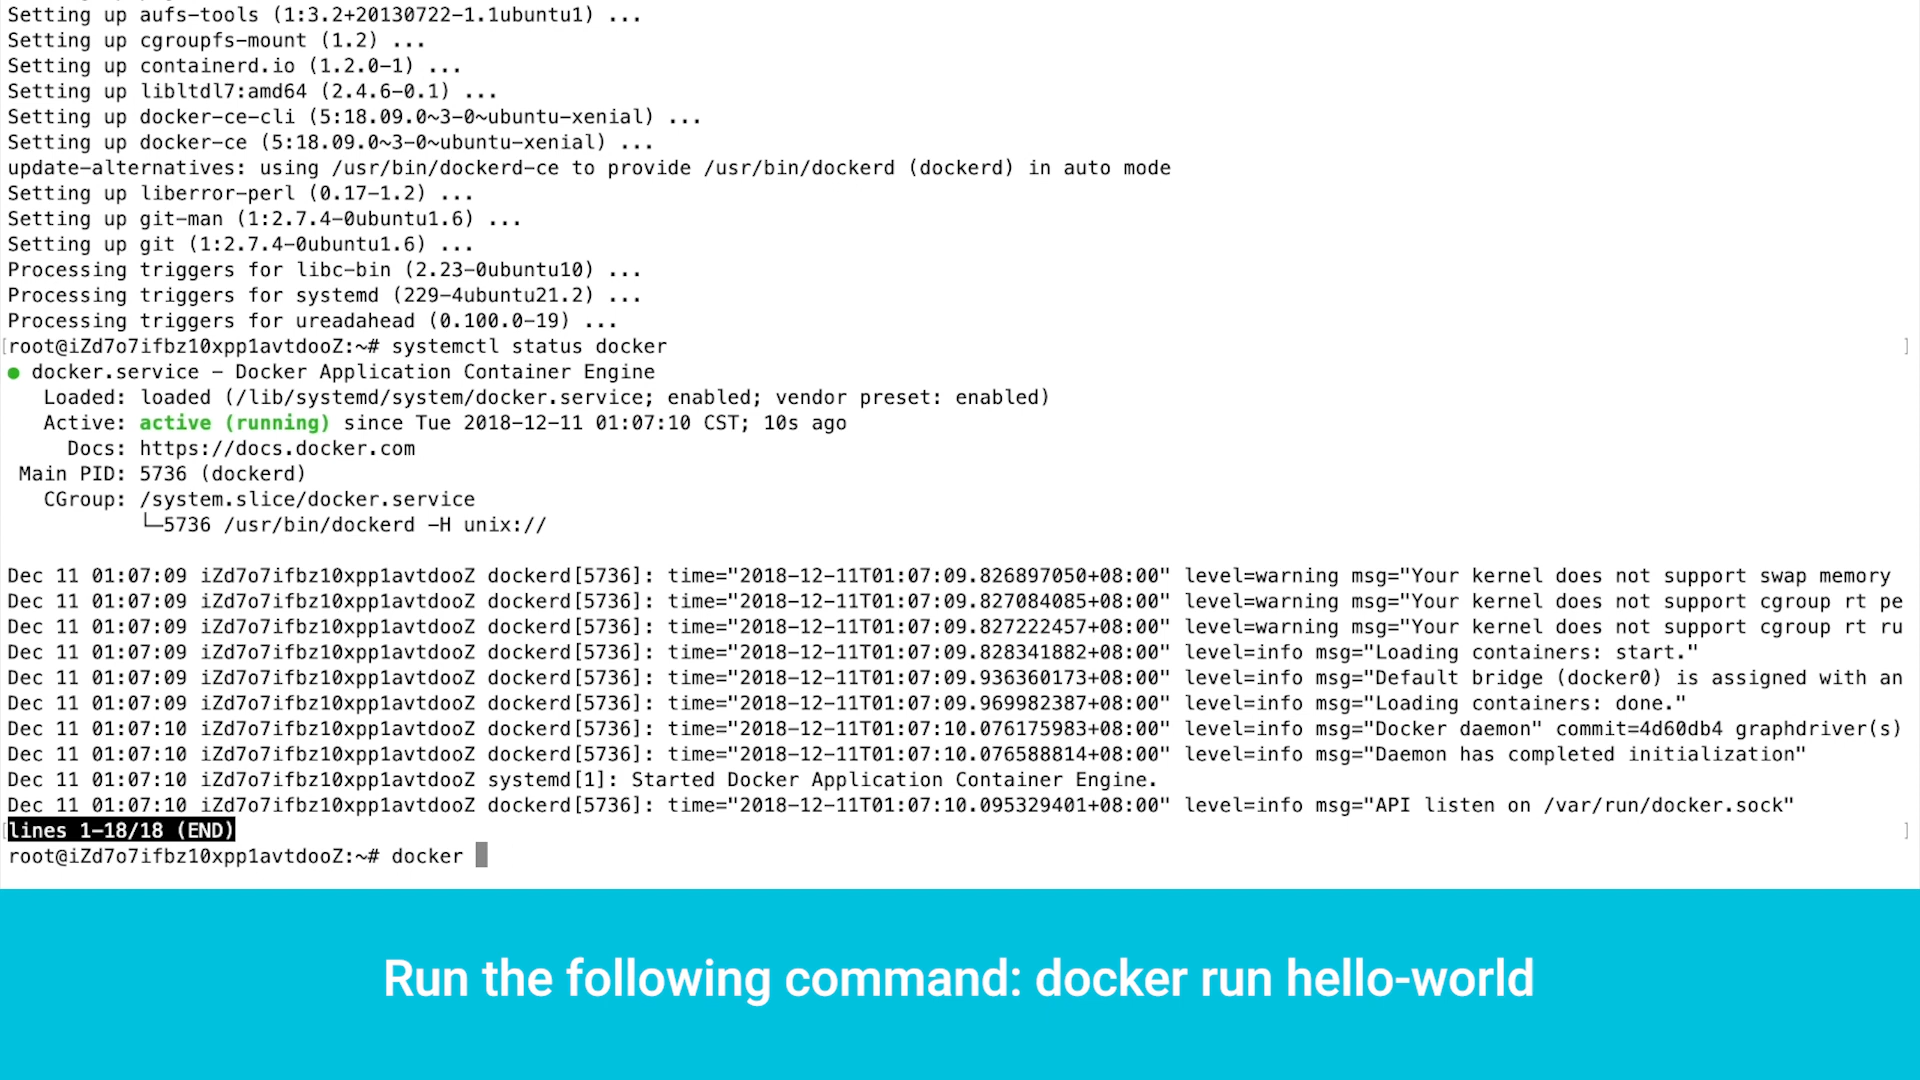 Setting up aufs-tools (1:3.2+20130722-1.1ubuntu1) ...
Setting up cgroupfs-mount (1.2) ...
Setting up containerd.io (1.2.0-1) ...
Setting up libltdl7:amd64 (2.4.6-0.1) ...
Setting up docker-ce-cli (5:18.09.0~3-0~ubuntu-xenial) ...
Setting up docker-ce (5:18.09.0~3-0~ubuntu-xenial) ...
update-alternatives: using /usr/bin/dockerd-ce to provide /usr/bin/dockerd (dockerd) in auto mode
Setting up liberror-perl (0.17-1.2) ...
Setting up git-man (1:2.7.4-0ubuntu1.6) ...
Setting up git (1:2.7.4-0ubuntu1.6) ...
Processing triggers for libc-bin (2.23-0ubuntu10) ...
Processing triggers for systemd (229-4ubuntu21.2) ...
Processing triggers for ureadahead (0.100.0-19) ...
[root@iZd7o7ifbz10xpp1avtdooZ:~# systemctl status docker ]
● docker.service - Docker Application Container Engine
Loaded: loaded (/lib/systemd/system/docker.service; enabled; vendor preset: enabled)
Active: active (running) since Tue 2018-12-11 01:07:10 CST; 10s ago
Docs: https://docs.docker.com
Main PID: 5736 (dockerd)
CGroup: /system.slice/docker.service
└─5736 /usr/bin/dockerd -H unix://
Dec 11 01:07:09 iZd7o7ifbz10xpp1avtdooZ dockerd[5736]: time="2018-12-11T01:07:09.826897050+08:00" level=warning msg="Your kernel does not support swap memory
Dec 11 01:07:09 iZd7o7ifbz10xpp1avtdooZ dockerd[5736]: time="2018-12-11T01:07:09.827084085+08:00" level=warning msg="Your kernel does not support cgroup rt pe
Dec 11 01:07:09 iZd7o7ifbz10xpp1avtdooZ dockerd[5736]: time="2018-12-11T01:07:09.827222457+08:00" level=warning msg="Your kernel does not support cgroup rt ru
Dec 11 01:07:09 iZd7o7ifbz10xpp1avtdooZ dockerd[5736]: time="2018-12-11T01:07:09.828341882+08:00" level=info msg="Loading containers: start."
Dec 11 01:07:09 iZd7o7ifbz10xpp1avtdooZ dockerd[5736]: time="2018-12-11T01:07:09.936360173+08:00" level=info msg="Default bridge (docker0) is assigned with an
Dec 11 01:07:09 iZd7o7ifbz10xpp1avtdooZ dockerd[5736]: time="2018-12-11T01:07:09.969982387+08:00" level=info msg="Loading containers: done."
Dec 11 01:07:10 iZd7o7ifbz10xpp1avtdooZ dockerd[5736]: time="2018-12-11T01:07:10.076175983+08:00" level=info msg="Docker daemon" commit=4d60db4 graphdriver(s)
Dec 11 01:07:10 iZd7o7ifbz10xpp1avtdooZ dockerd[5736]: time="2018-12-11T01:07:10.076588814+08:00" level=info msg="Daemon has completed initialization"
Dec 11 01:07:10 iZd7o7ifbz10xpp1avtdooZ systemd[1]: Started Docker Application Container Engine.
Dec 11 01:07:10 iZd7o7ifbz10xpp1avtdooZ dockerd[5736]: time="2018-12-11T01:07:10.095329401+08:00" level=info msg="API listen on /var/run/docker.sock"
[lines 1-18/18 (END) ]
root@iZd7o7ifbz10xpp1avtdooZ:~# docker
Run the following command: docker run hello-world